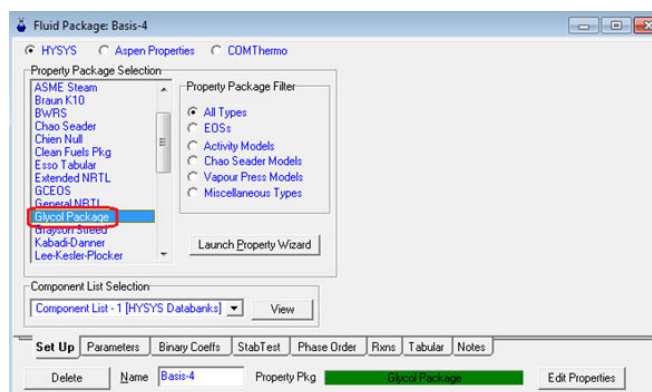 Fluid Package: Basis-4
HYSYS Aspen Properties COMThermo
Property Package Selection
ASME Steam
Braun K10
BWRS
Chao Seader
Chien Null
Clean Fuels Pkg
Esso Tabular
Extended NRTL
GCEOS
General NRTL
Glycol Package
Grayson Streed
Kabadi-Danner
Lee-Kesler-Plocker
Property Package Filter
All Types
EOSs
Activity Models
Chao Seader Models
Vapour Press Models
Miscellaneous Types
Launch Property Wizard
Component List Selection
Component List - 1 [HYSYS Databanks] View
Set Up Parameters Binary Coeffs StabTest Phase Order Rxns Tabular Notes
Delete Name Basis-4 Property Pkg Glycol Package Edit Properties